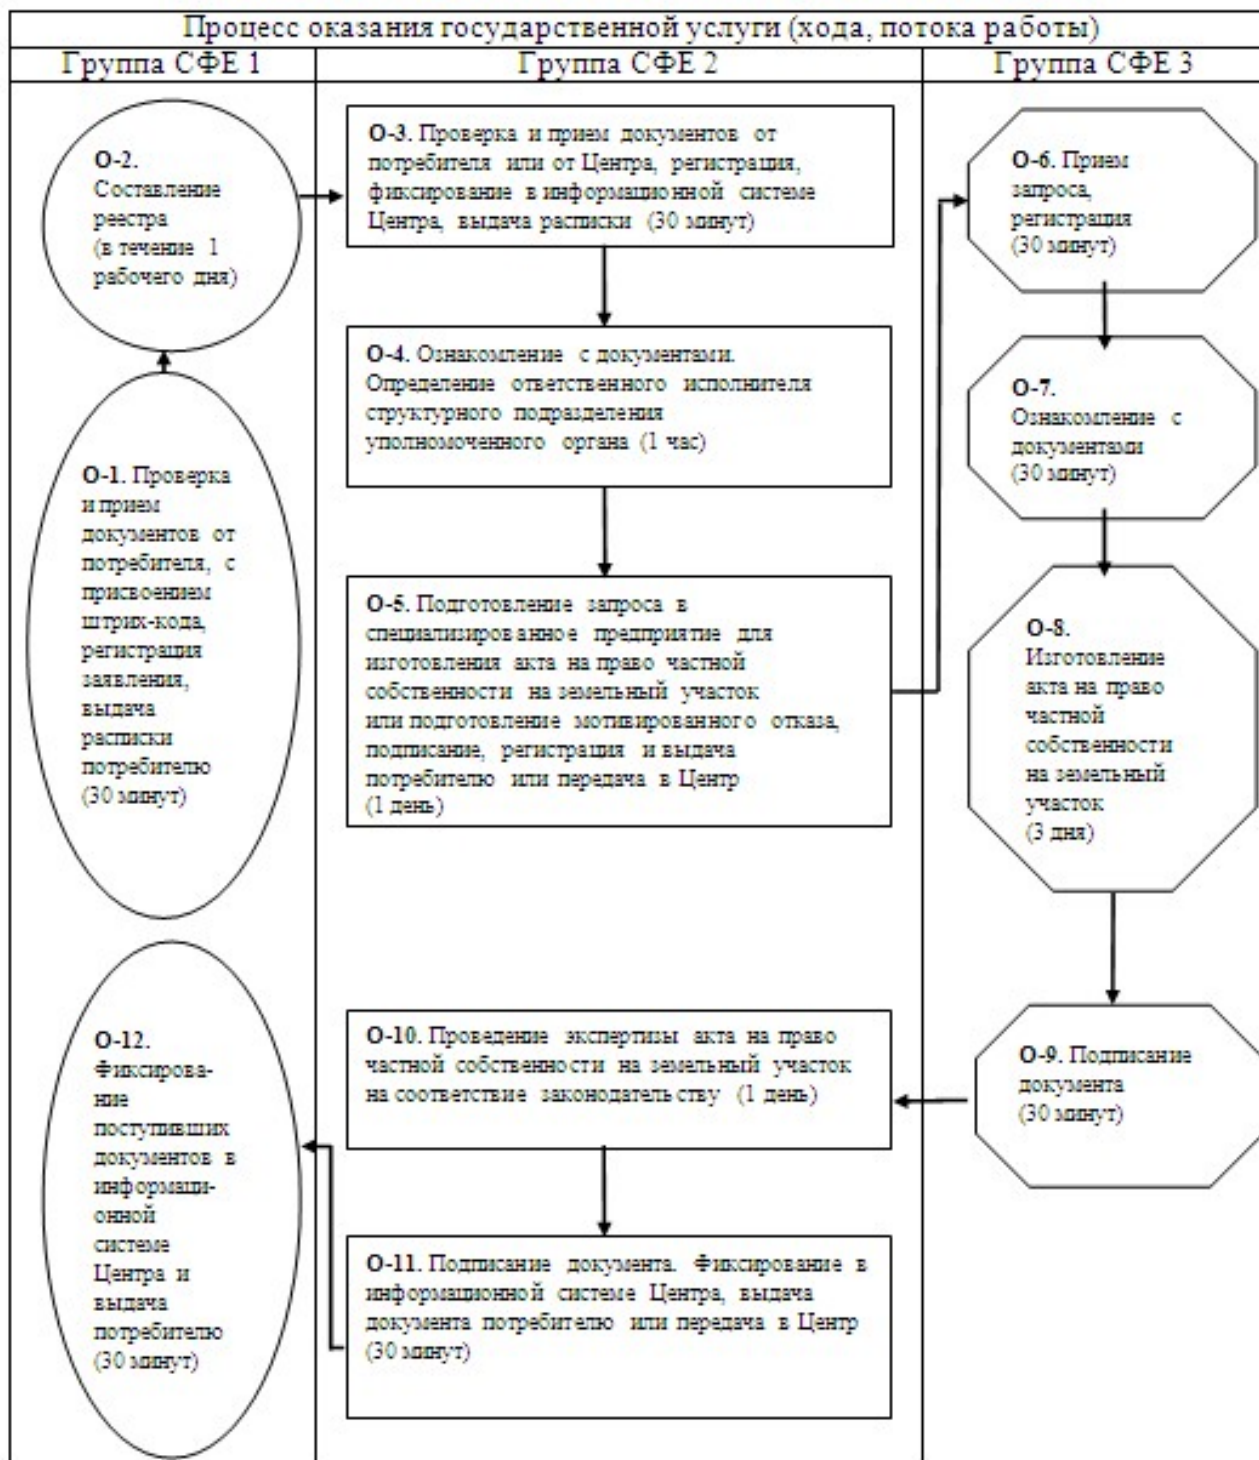 Процесс оказания государственной услуги (хода, потока работы)
Группа СФЕ 1
Группа СФЕ 2
Группа СФЕ 3
О-2.
Составление
реестра
(в течение 1
рабочего дня)
О-1. Проверка
и прием
документов от
потребителя, с
присвоением
штрих-кода,
регистрация
заявления,
выдача
расписки
потребителю
(30 минут)
О-3. Проверка и прием документов от
потребителя или от Центра, регистрация,
фиксирование в информационной системе
Центра, выдача расписки (30 минут)
О-4. Ознакомление с документами.
Определение ответственного исполнителя
структурного подразделения
уполномоченного органа (1 час)
О-5. Подготовление запроса в
специализированное предприятие для
изготовления акта на право частной
собственности на земельный участок
или подготовление мотивированного отказа,
подписание, регистрация и выдача
потребителю или передача в Центр
(1 день)
О-6. Прием
запроса,
регистрация
(30 минут)
О-7.
Ознакомление с
документами
(30 минут)
О-8.
Изготовление
акта на право
частной
собственности
на земельный
участок
(3 дня)
О-9. Подписание
документа
(30 минут)
О-10. Проведение экспертизы акта на право
частной собственности на земельный участок
на соответствие законодательству (1 день)
О-11. Подписание документа. Фиксирование в
информационной системе Центра, выдача
документа потребителю или передача в Центр
(30 минут)
О-12.
Фиксирова-
ние
поступивших
документов в
информаци-
онной
системе
Центра и
выдача
потребителю
(30 минут)